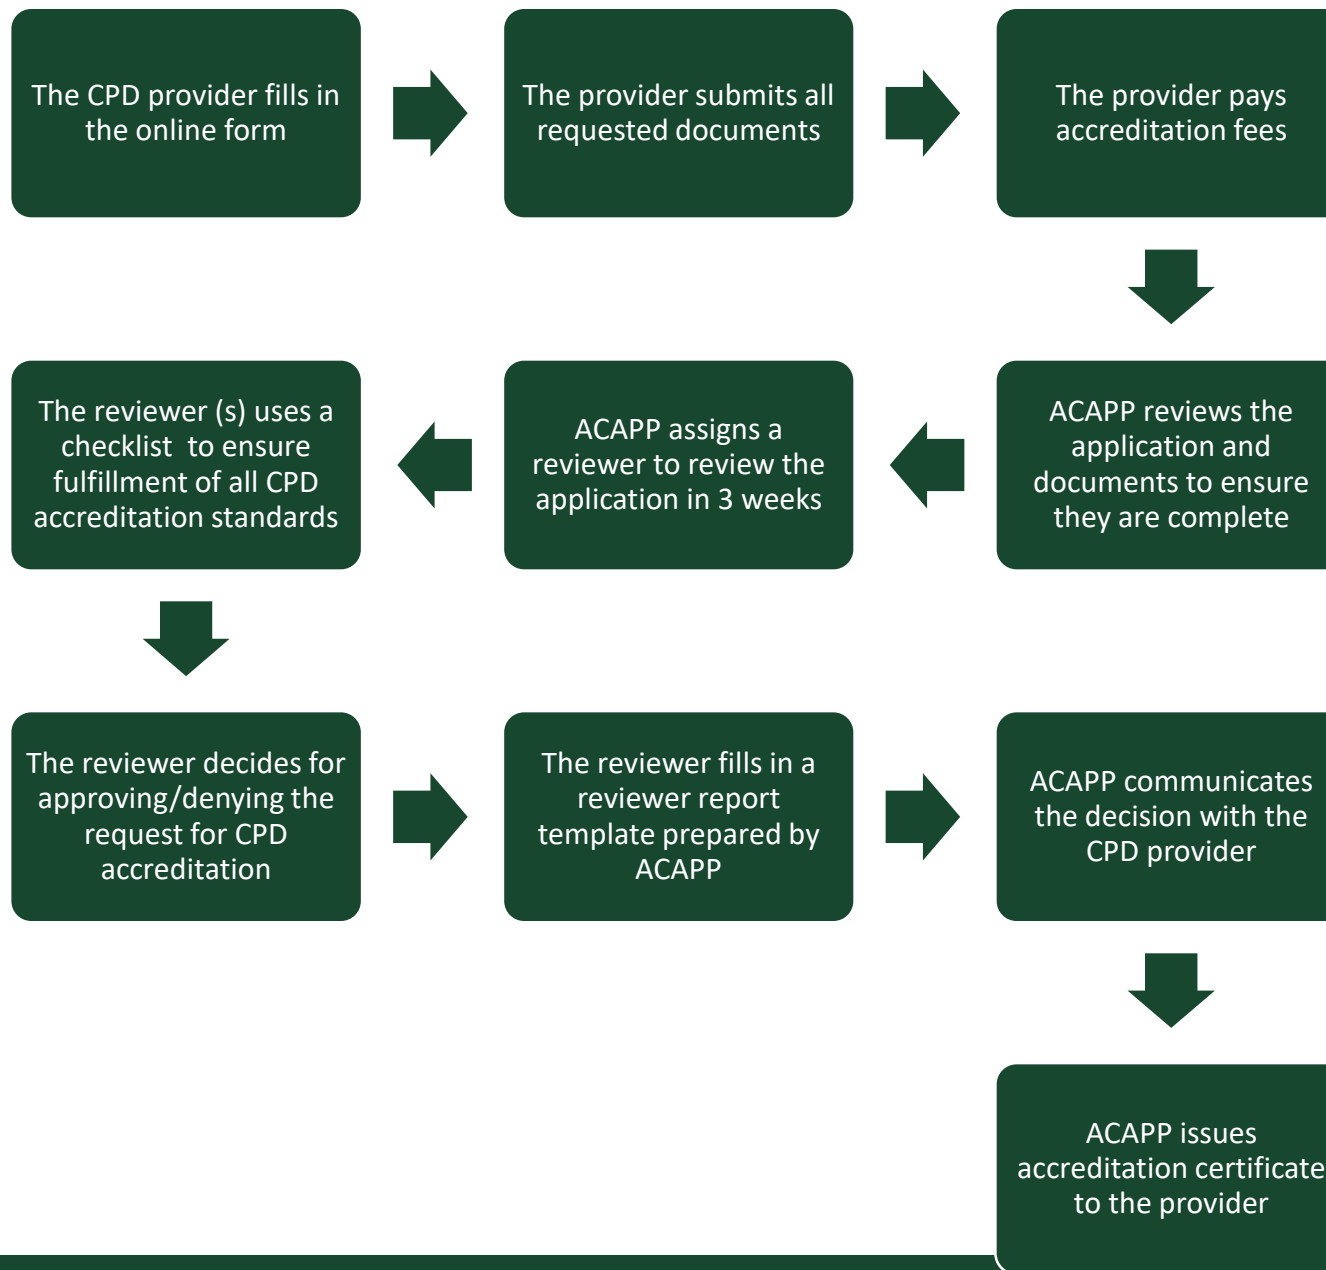 The CPD provider fills in
the online form
The provider submits all
requested documents
The provider pays
accreditation fees
ACAPP reviews the
application and
documents to ensure
they are complete
ACAPP assigns a
reviewer to review the
application in 3 weeks
The reviewer (s) uses a
checklist  to ensure
fulfillment of all CPD
accreditation standards
The reviewer decides for
approving/denying the
request for CPD
accreditation
The reviewer fills in a
reviewer report
template prepared by
ACAPP
ACAPP communicates
the decision with the
CPD provider
ACAPP issues
accreditation certificate
to the provider